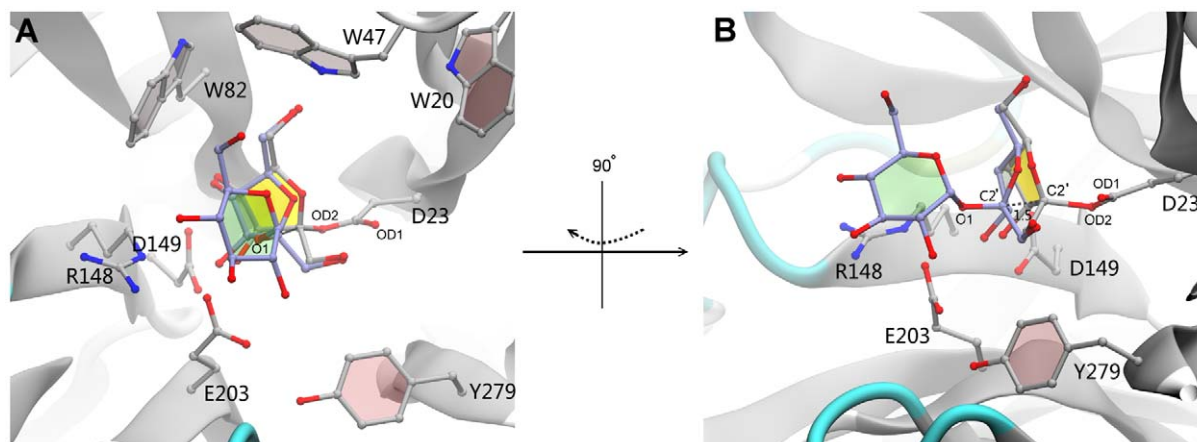 A
W47
W82
W20
OD2
D23
OD1
O1
D149
R148
E203
Y279
90°
B
OD1
C2'
C2'
D23
O1
1.5
OD2
R148
D149
E203
Y279